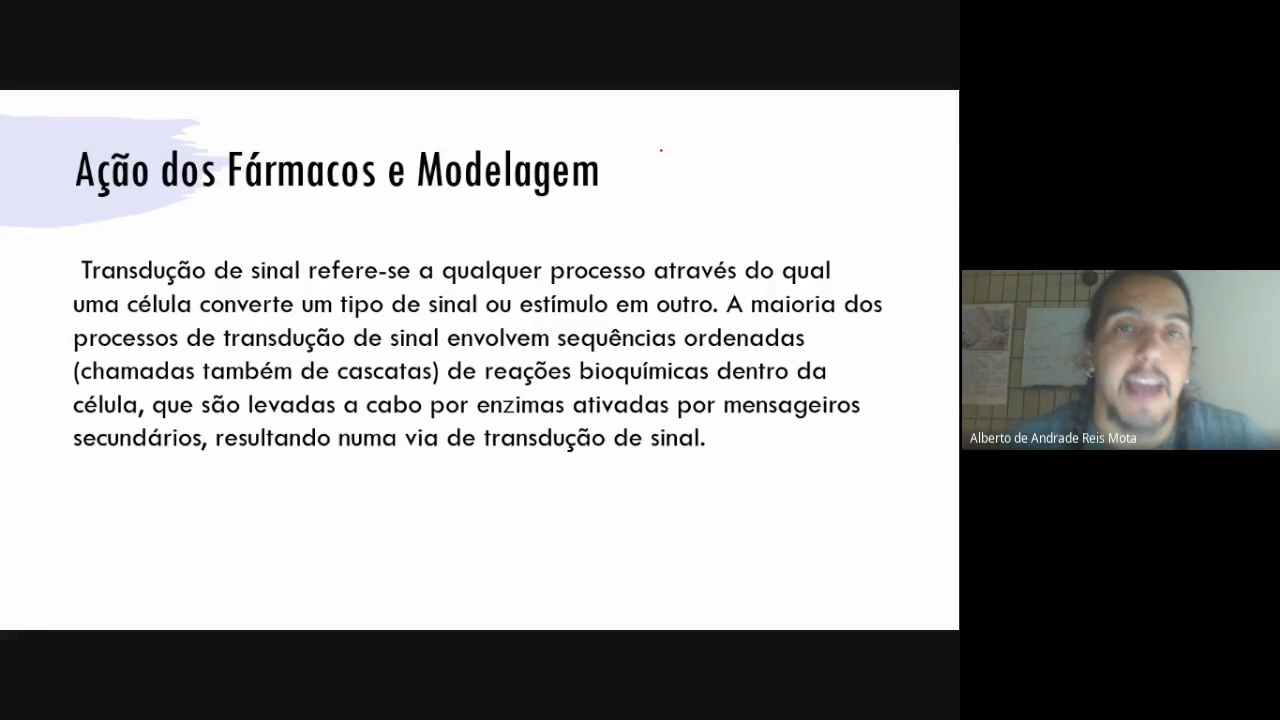 Ação dos Fármacos e Modelagem
Transdução de sinal refere-se a qualquer processo através do qual
uma célula converte um tipo de sinal ou estímulo em outro. A maioria dos
processos de transdução de sinal envolvem sequências ordenadas
(chamadas também de cascatas) de reações bioquímicas dentro da
célula, que são levadas a cabo por enzimas ativadas por mensageiros
secundários, resultando numa via de transdução de sinal.
Alberto de Andrade Reis Mota